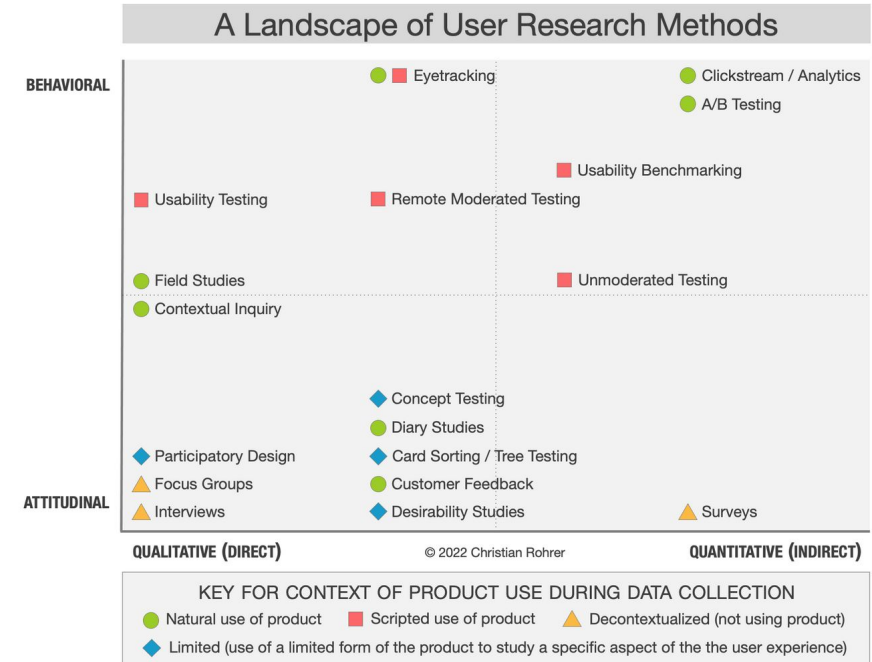 A Landscape of User Research Methods
BEHAVIORAL
Eyetracking
Clickstream / Analytics
A/B Testing
Usability Benchmarking
Usability Testing
Remote Moderated Testing
Field Studies
Unmoderated Testing
Contextual Inquiry
Concept Testing
Diary Studies
Participatory Design
Card Sorting / Tree Testing
Focus Groups
Customer Feedback
ATTITUDINAL
Interviews
Desirability Studies
Surveys
QUALITATIVE (DIRECT)
© 2022 Christian Rohrer
QUANTITATIVE (INDIRECT)
KEY FOR CONTEXT OF PRODUCT USE DURING DATA COLLECTION
Natural use of product
Scripted use of product
Decontextualized (not using product)
Limited (use of a limited form of the product to study a specific aspect of the the user experience)